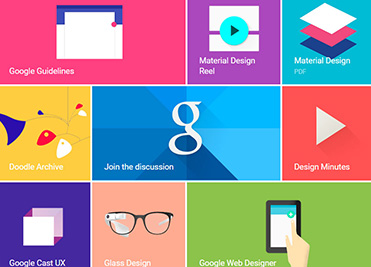 Google Guidelines
Material Design
Reel
Material Design
PDF
Doodle Archive
g
Join the discussion
Design Minutes
Google Cast UX
Glass Design
Google Web Designer